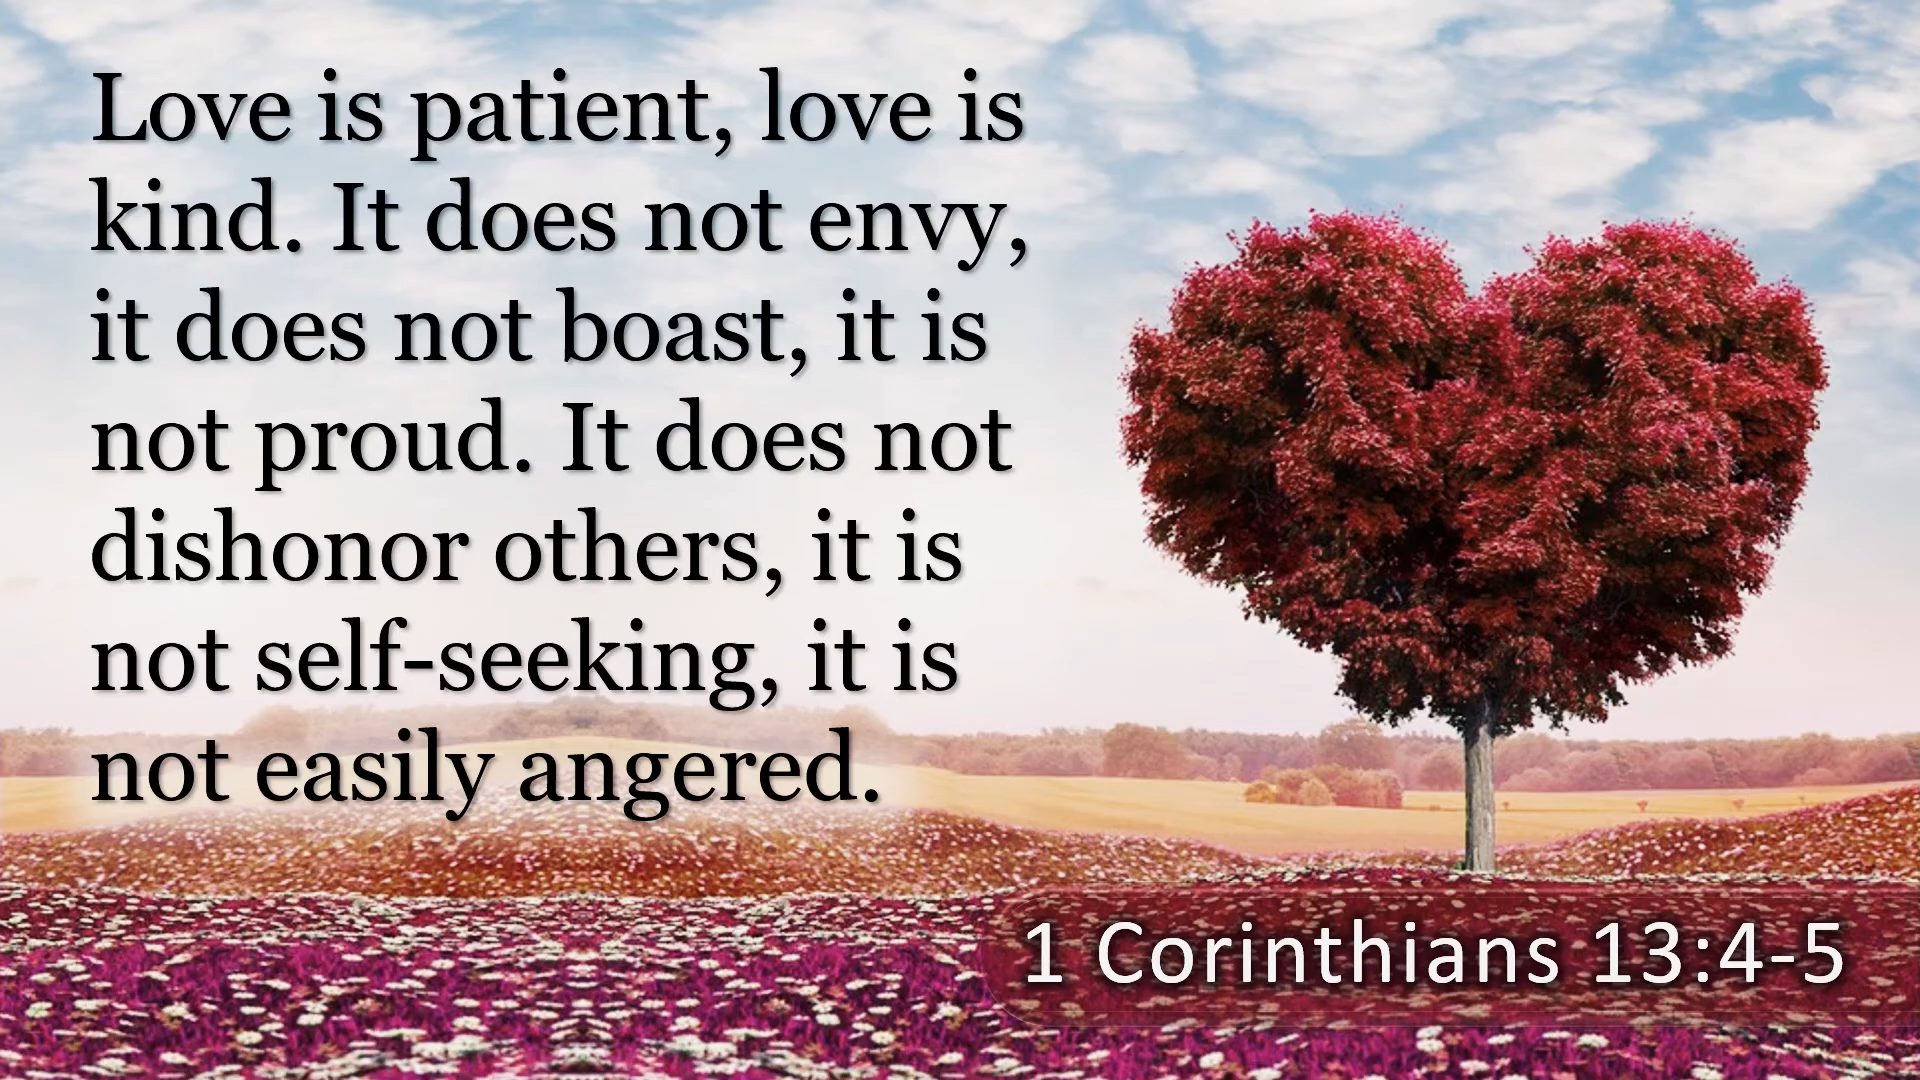 Love is patient, love is
kind. It does not envy,
it does not boast, it is
not proud. It does not
dishonor others, it is
not self-seeking, it is
not easily angered.
1 Corinthians 13:4-5